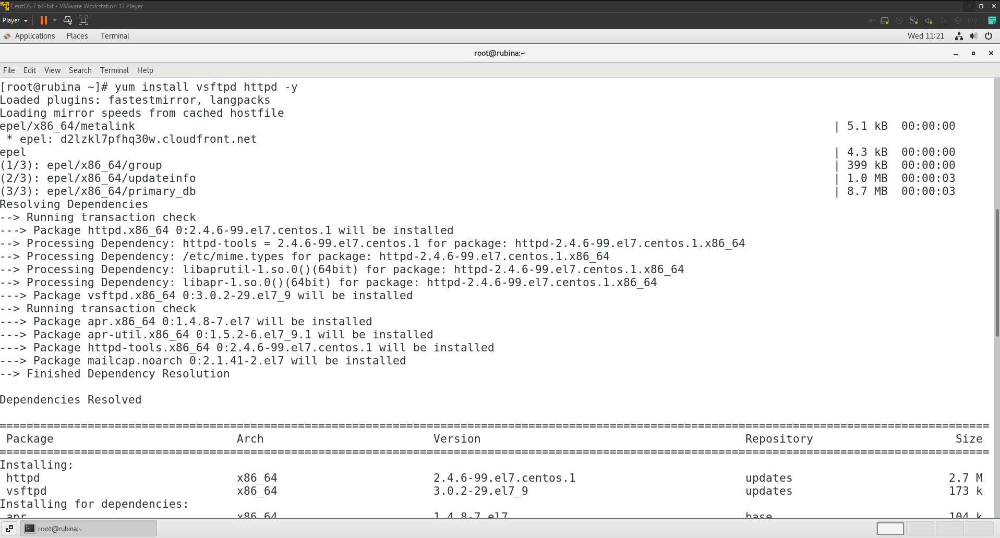 CentOS 7 64-bit - VMware Workstation 17 Player
Player
Applications Places Terminal Wed 11:21
root@rubina:~
File Edit View Search Terminal Help
[root@rubina ~]# yum install vsftpd httpd -y
Loaded plugins: fastestmirror, langpacks
Loading mirror speeds from cached hostfile
epel/x86_64/metalink | 5.1 kB 00:00:00
* epel: d2lzkl7pfhq30w.cloudfront.net
epel | 4.3 kB 00:00:00
(1/3): epel/x86_64/group | 399 kB 00:00:00
(2/3): epel/x86_64/updateinfo | 1.0 MB 00:00:03
(3/3): epel/x86_64/primary_db | 8.7 MB 00:00:03
Resolving Dependencies
--> Running transaction check
---> Package httpd.x86_64 0:2.4.6-99.el7.centos.1 will be installed
--> Processing Dependency: httpd-tools = 2.4.6-99.el7.centos.1 for package: httpd-2.4.6-99.el7.centos.1.x86_64
--> Processing Dependency: /etc/mime.types for package: httpd-2.4.6-99.el7.centos.1.x86_64
--> Processing Dependency: libaprutil-1.so.0()(64bit) for package: httpd-2.4.6-99.el7.centos.1.x86_64
--> Processing Dependency: libapr-1.so.0()(64bit) for package: httpd-2.4.6-99.el7.centos.1.x86_64
---> Package vsftpd.x86_64 0:3.0.2-29.el7_9 will be installed
--> Running transaction check
---> Package apr.x86_64 0:1.4.8-7.el7 will be installed
---> Package apr-util.x86_64 0:1.5.2-6.el7_9.1 will be installed
---> Package httpd-tools.x86_64 0:2.4.6-99.el7.centos.1 will be installed
---> Package mailcap.noarch 0:2.1.41-2.el7 will be installed
--> Finished Dependency Resolution
Dependencies Resolved
Package Arch Version Repository Size
Installing:
httpd x86_64 2.4.6-99.el7.centos.1 updates 2.7 M
vsftpd x86_64 3.0.2-29.el7_9 updates 173 k
Installing for dependencies:
apr x86_64 1.4.8-7.el7 base 104 k
root@rubina:~